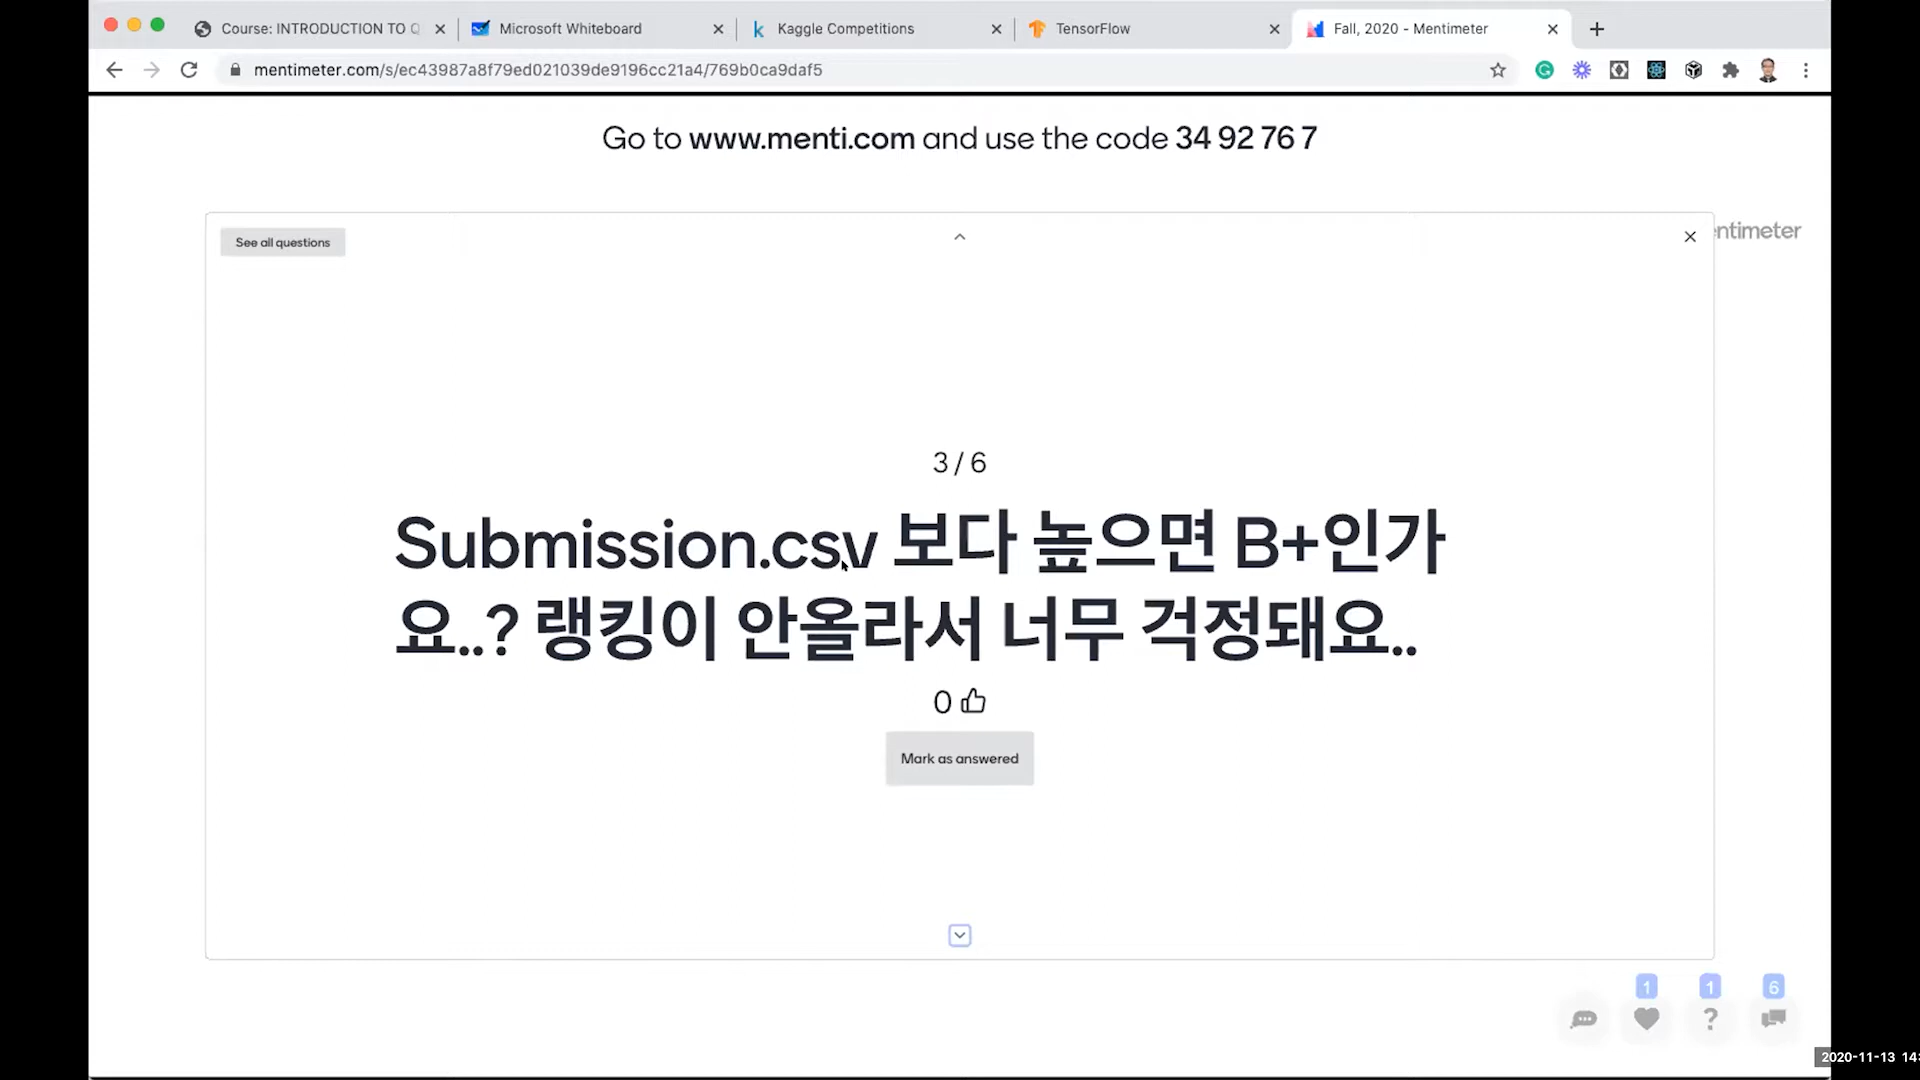 Course: INTRODUCTION TO
Microsoft Whiteboard
Kaggle Competitions
TensorFlow
Fall, 2020 - Mentimeter
mentimeter.com/s/ec43987a8f79ed021039de9196cc21a4/769b0ca9daf5
Go to www.menti.com and use the code 34 92 76 7
See all questions
ntimeter
3 / 6
Submission.csv 보다 높으면 B+인가
요..? 랭킹이 안올라서 너무 걱정돼요..
0
Mark as answered
1 1 6
2020-11-13 14: